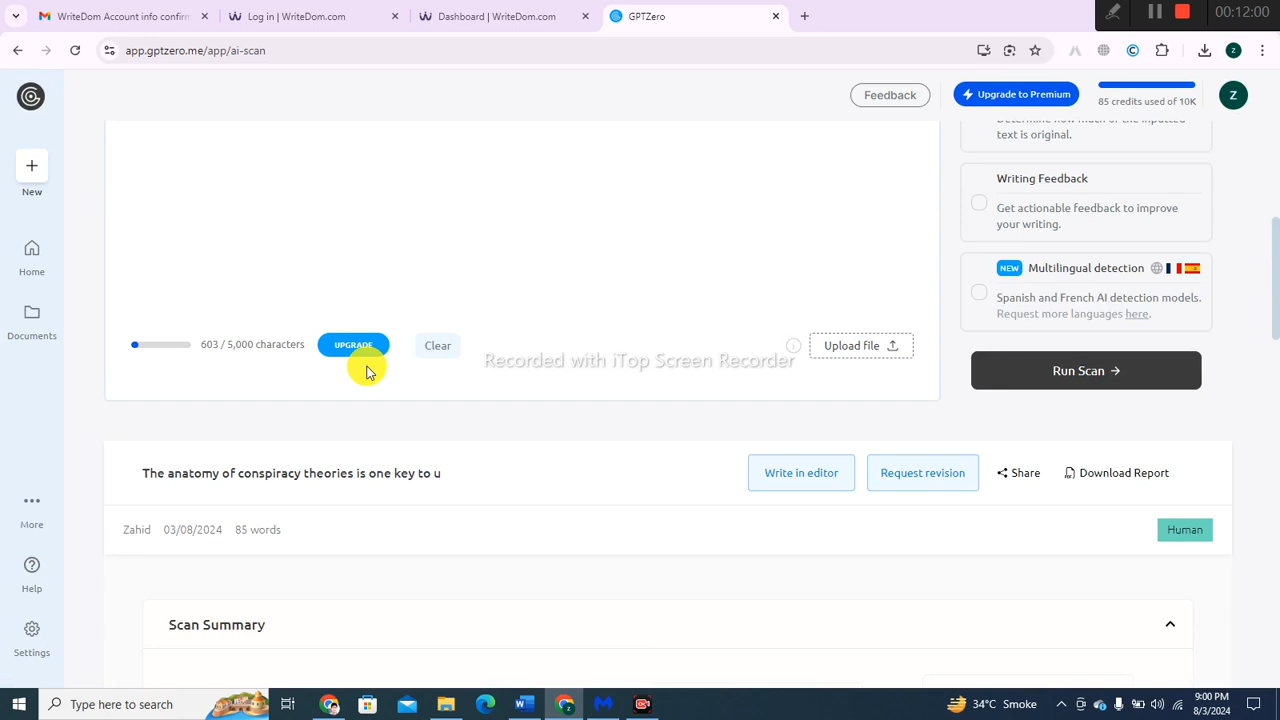 WriteDom Account info confirm
Log in | WriteDom.com
Dashboard | WriteDom.com
GPTZero
00:12:00
app.gptzero.me/app/ai-scan
z
Feedback
Upgrade to Premium
85 credits used of 10K
Z
text is original.
New
Writing Feedback
Get actionable feedback to improve
your writing.
Home
NEW Multilingual detection
Spanish and French AI detection models.
Request more languages here.
Documents
603 / 5,000 characters
UPGRADE
Clear
Upload file
Recorded with iTop Screen Recorder
Run Scan
The anatomy of conspiracy theories is one key to u
Write in editor
Request revision
Share
Download Report
More
Zahid 03/08/2024 85 words
Human
Help
Scan Summary
Settings
Type here to search
34°C Smoke
9:00 PM
8/3/2024